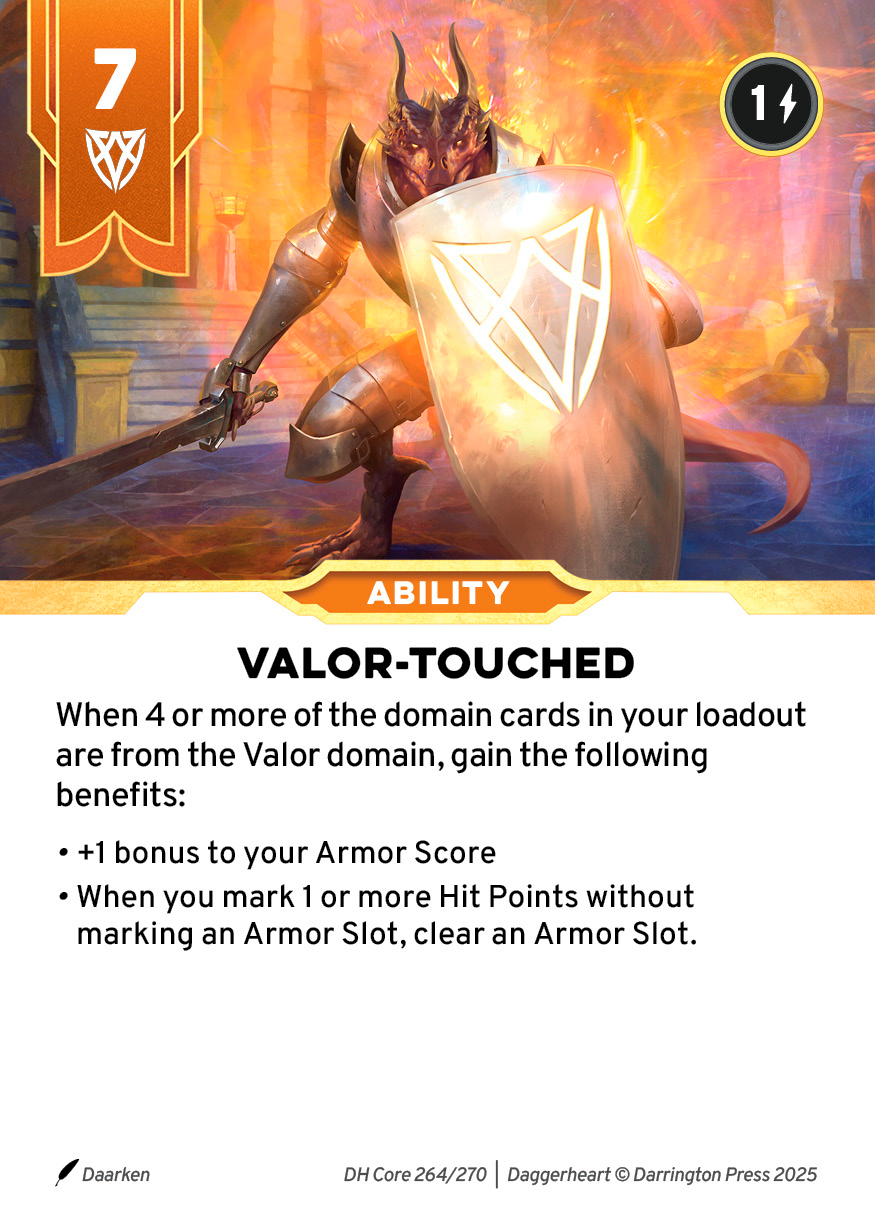 7
1
ABILITY
VALOR-TOUCHED
When 4 or more of the domain cards in your loadout
are from the Valor domain, gain the following
benefits:
• +1 bonus to your Armor Score
• When you mark 1 or more Hit Points without
marking an Armor Slot, clear an Armor Slot.
Daarken
DH Core 264/270 | Daggerheart © Darrington Press 2025